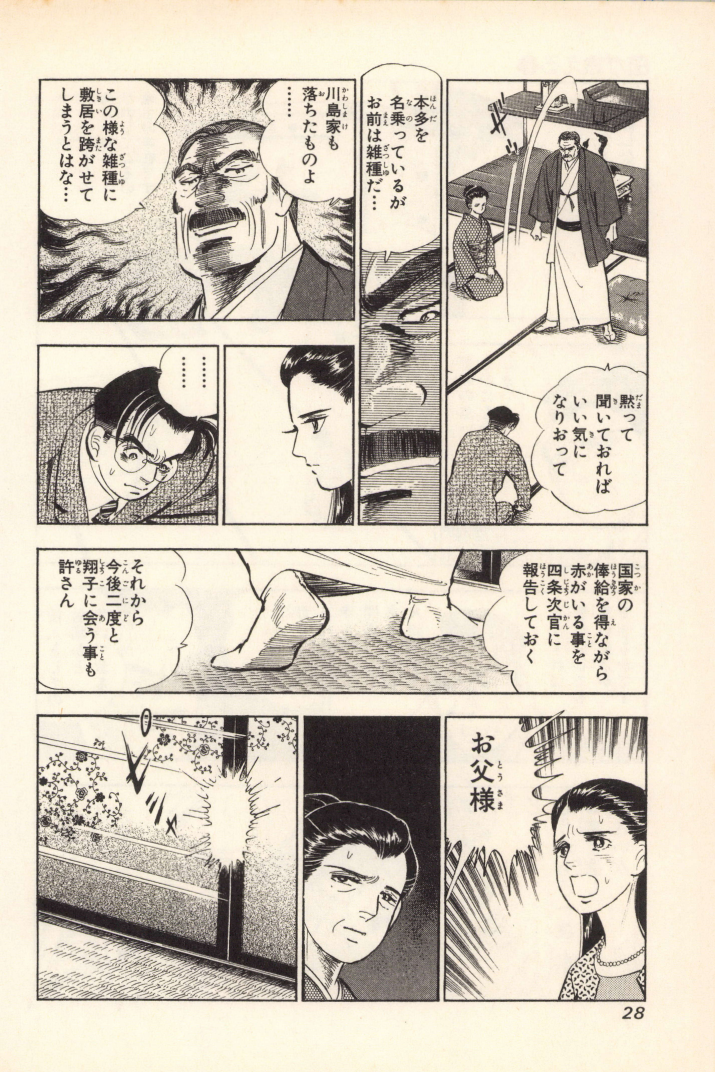 黙って
聞いておれば
いい気に
なりおって
本多を
名乗っているが
お前は雑種だ…
川島家も
落ちたものよ
……
この様な雑種に
敷居を跨がせて
しまうとはな…
……
……
国家の
俸給を得ながら
赤がいる事を
四条次官に
報告しておく
それから
今後二度と
翔子に会う事も
許さん
お父様
28